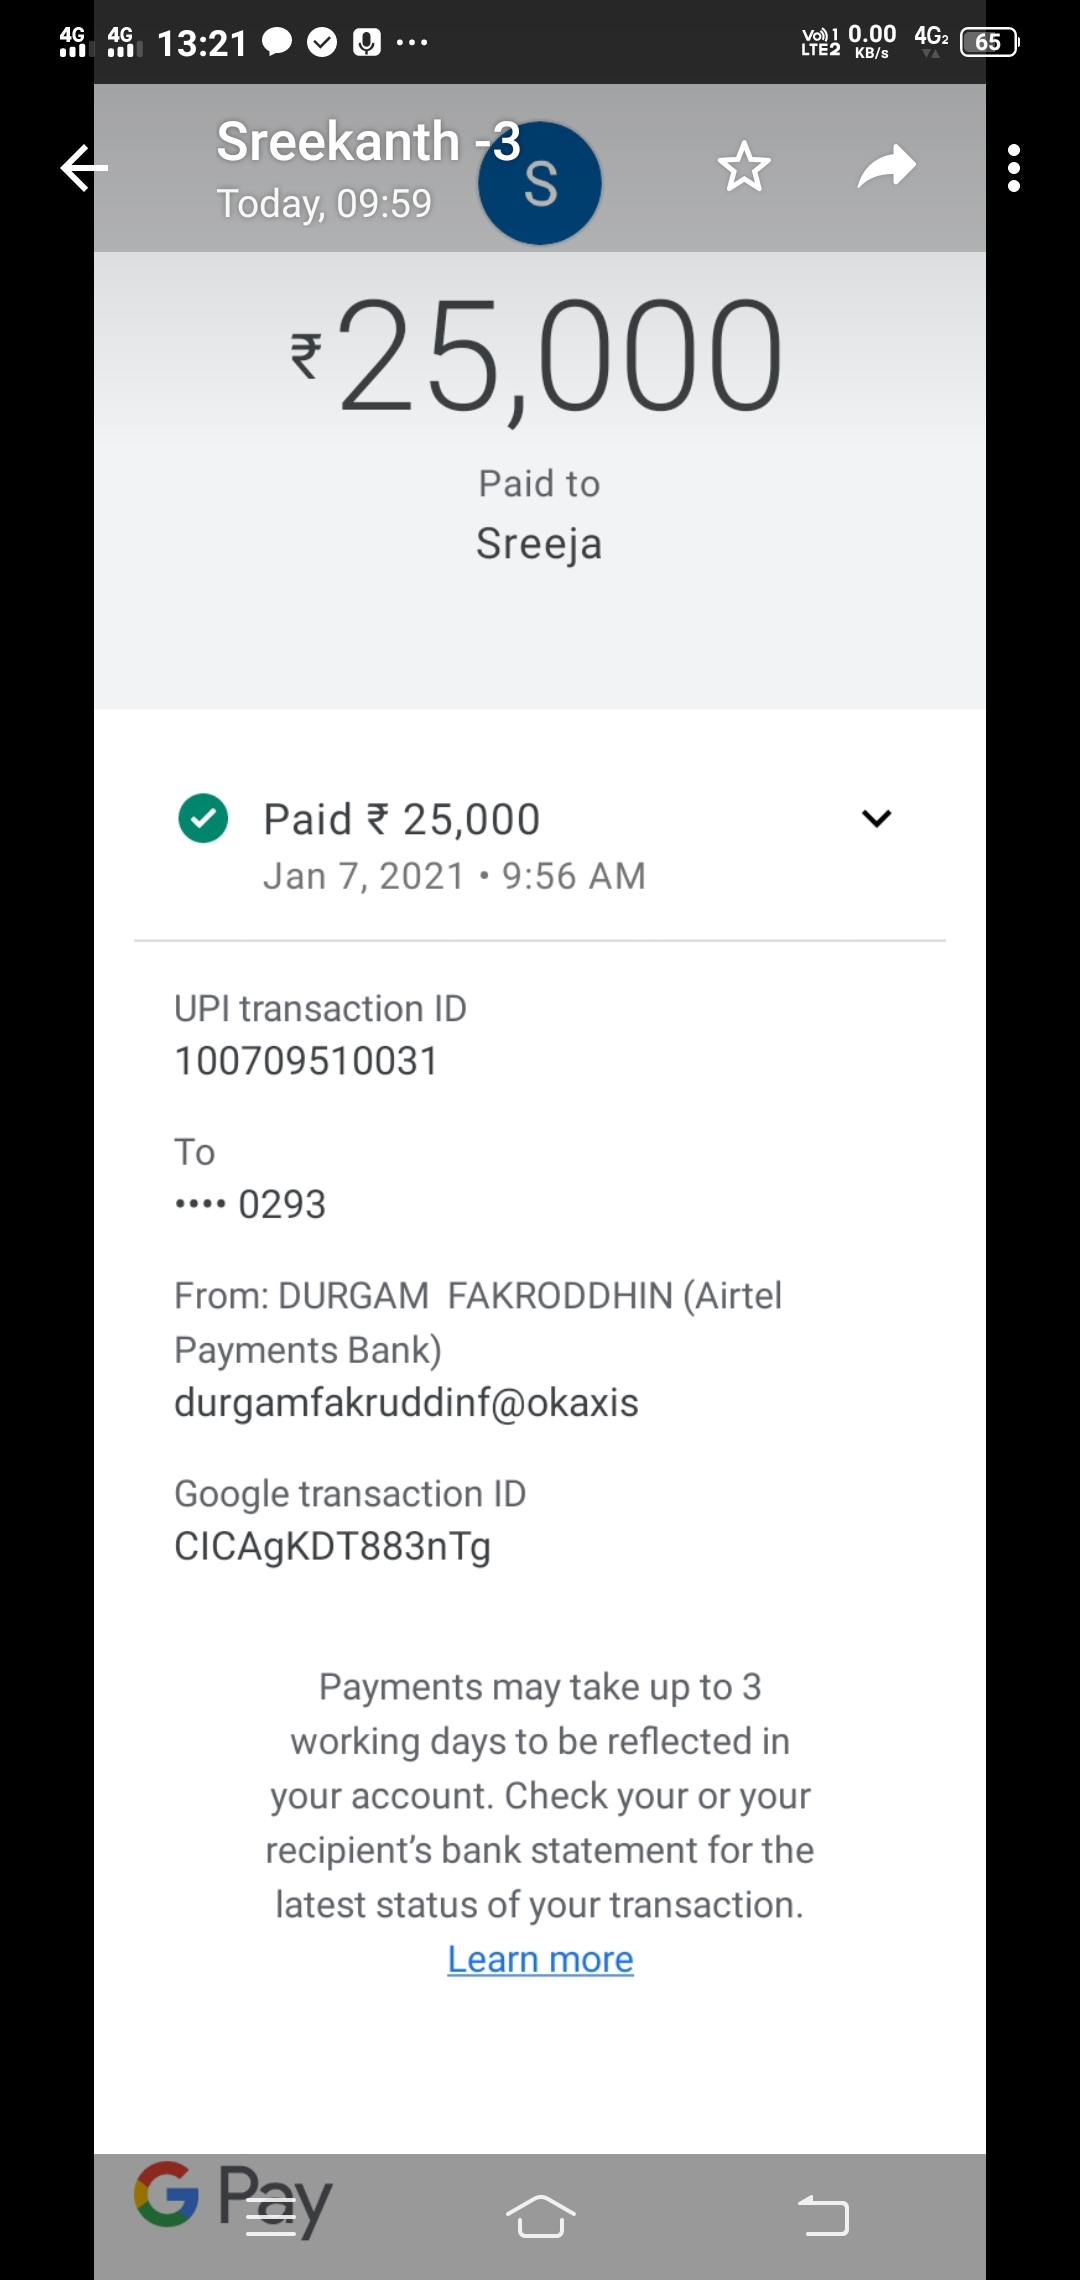 4G 4G 13:21 Vo)) 1 LTE2 0.00 KB/s 4G2 65
Sreekanth -3
Today, 09:59
S
₹25,000
Paid to
Sreeja
Paid ₹ 25,000
Jan 7, 2021 • 9:56 AM
UPI transaction ID
100709510031
To
•••• 0293
From: DURGAM  FAKRODDHIN (Airtel
Payments Bank)
durgamfakruddinf@okaxis
Google transaction ID
CICAgKDT883nTg
Payments may take up to 3
working days to be reflected in
your account. Check your or your
recipient’s bank statement for the
latest status of your transaction.
Learn more
G Pay